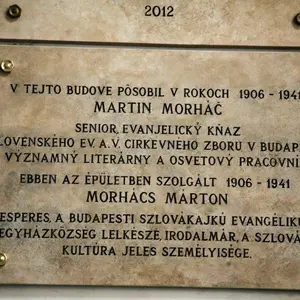 2012
V TEJTO BUDOVE PÔSOBIL V ROKOCH 1906 - 1941
MARTIN MORHÁČ
SENIOR, EVANJELICKÝ KŇAZ
SLOVENSKÉHO EV. A.V. CIRKEVNÉHO ZBORU V BUDAP
VÝZNAMNÝ LITERÁRNY A OSVETOVÝ PRACOVNÍ
EBBEN AZ ÉPÜLETBEN SZOLGÁLT 1906 - 1941
MORHÁCS MÁRTON
ESPERES, A BUDAPESTI SZLOVÁKAJKÚ EVANGÉLIKU
EGYHÁZKÖZSÉG LELKÉSZE, IRODALMÁR, A SZLOVÁ
KULTÚRA JELES SZEMÉLYISÉGE.